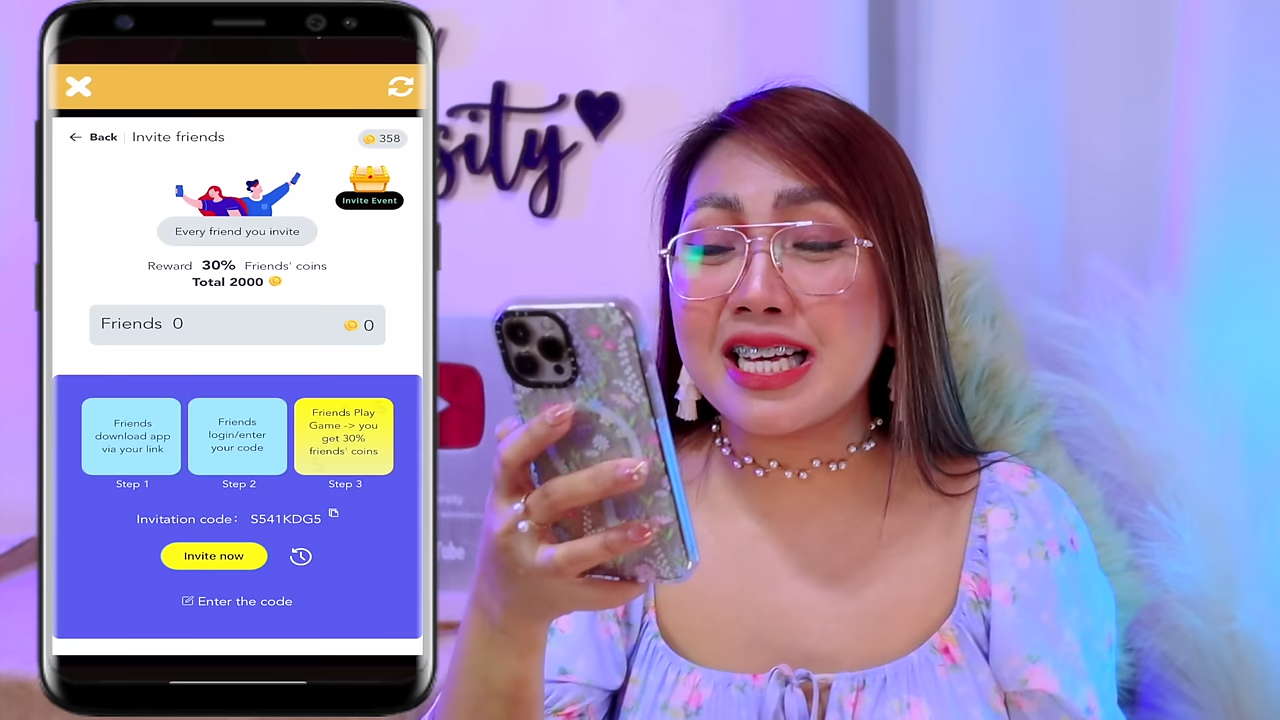 Back | Invite friends
358
Invite Event
Every friend you invite
Reward 30% Friends' coins
Total 2000
Friends 0
0
Friends
download app
via your link
Step 1
Friends
login/enter
your code
Step 2
Friends Play
Game -> you
get 30%
friends' coins
Step 3
Invitation code: S541KDG5
Invite now
Enter the code
sity